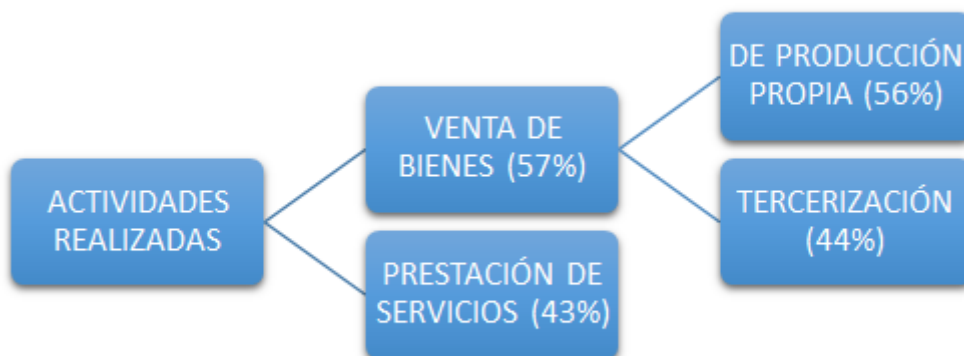 ACTIVIDADES
REALIZADAS
VENTA DE
BIENES (57%)
PRESTACIÓN DE
SERVICIOS (43%)
DE PRODUCCIÓN
PROPIA (56%)
TERCERIZACIÓN
(44%)